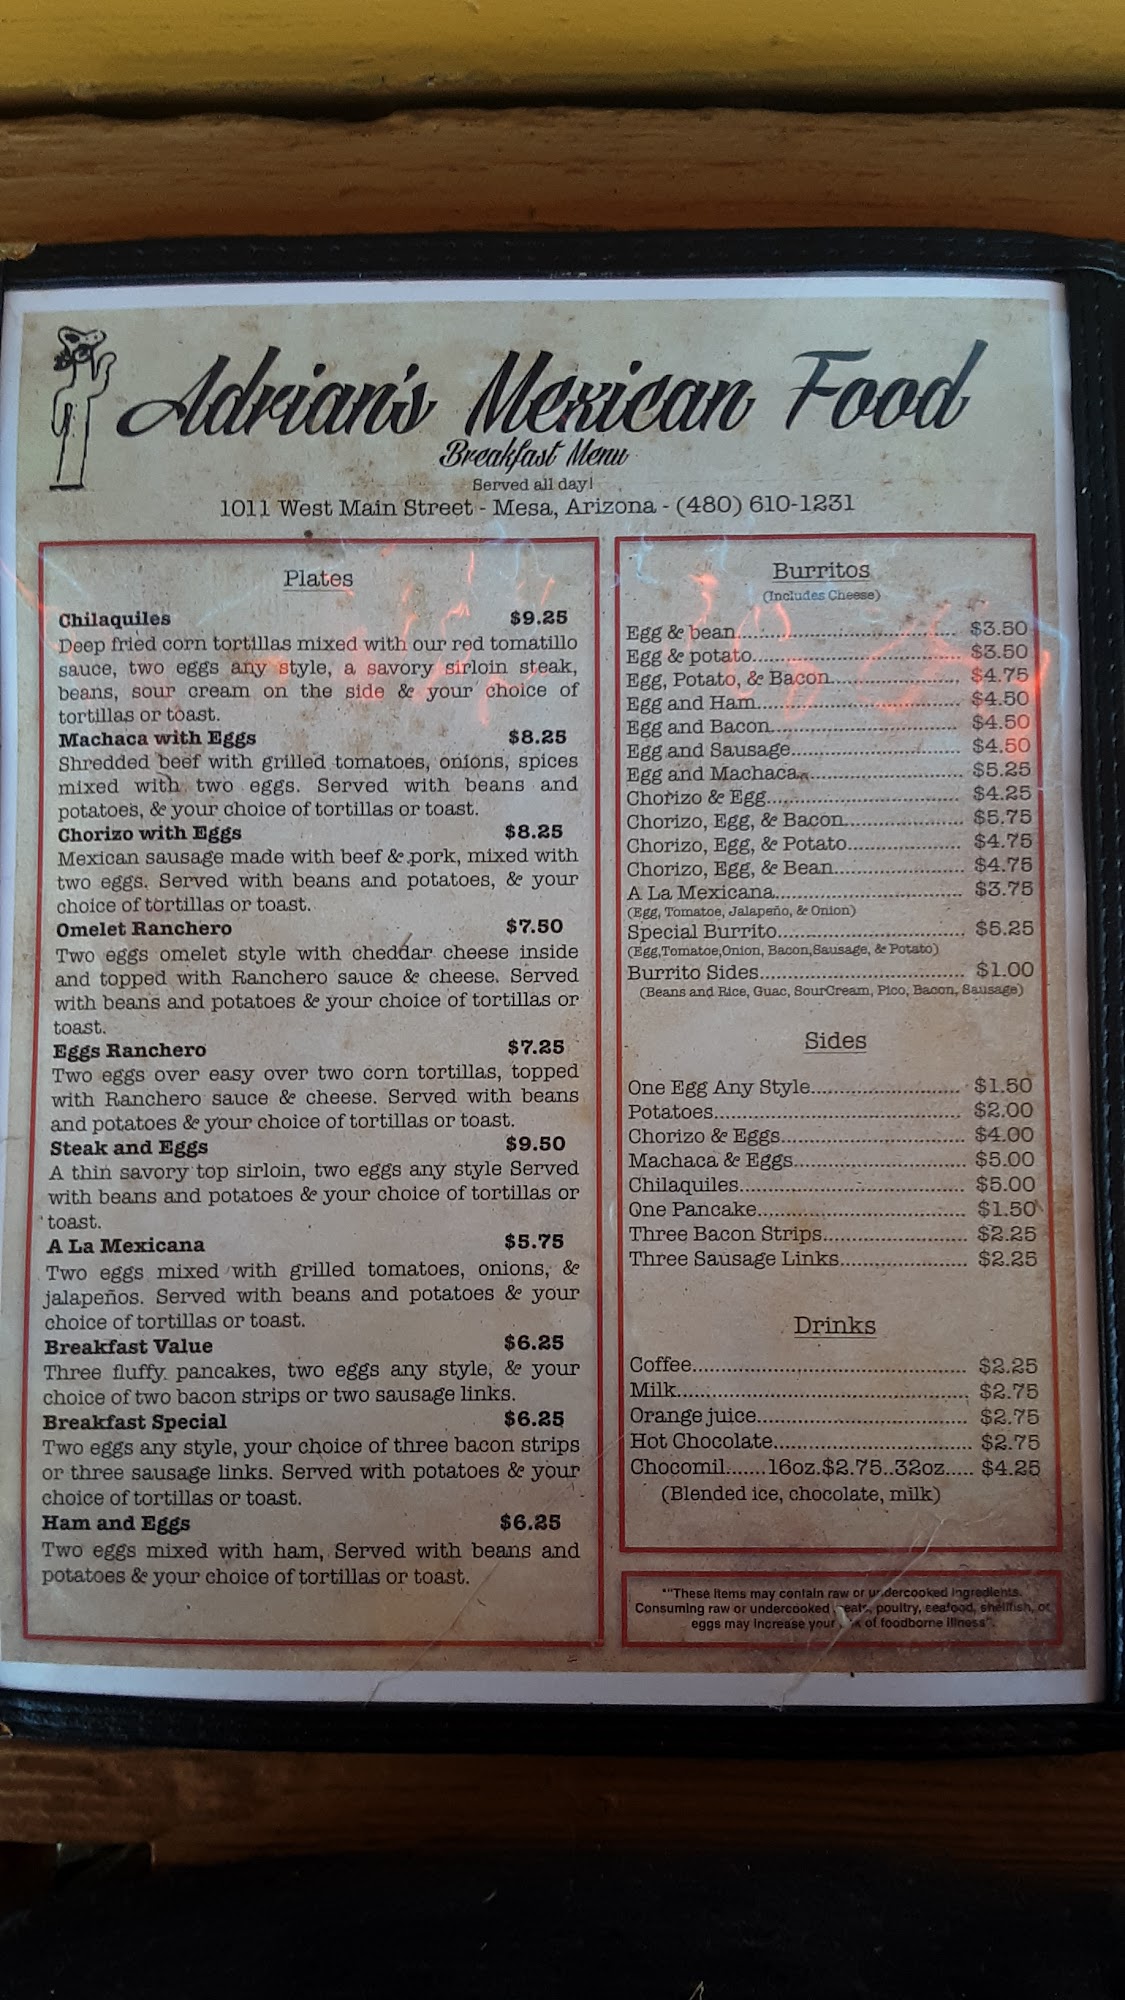 Adrian's Mexican Food
Breakfast Menu
Served all day!
1011 West Main Street - Mesa, Arizona - (480) 610-1231
Plates
Chilaquiles $9.25
Deep fried corn tortillas mixed with our red tomatillo
sauce, two eggs any style, a savory sirloin steak,
beans, sour cream on the side & your choice of
tortillas or toast.
Machaca with Eggs $8.25
Shredded beef with grilled tomatoes, onions, spices
mixed with two eggs. Served with beans and
potatoes, & your choice of tortillas or toast.
Chorizo with Eggs $8.25
Mexican sausage made with beef & pork, mixed with
two eggs. Served with beans and potatoes, & your
choice of tortillas or toast.
Omelet Ranchero $7.50
Two eggs omelet style with cheddar cheese inside
and topped with Ranchero sauce & cheese. Served
with beans and potatoes & your choice of tortillas or
toast.
Eggs Ranchero $7.25
Two eggs over easy over two corn tortillas, topped
with Ranchero sauce & cheese. Served with beans
and potatoes & your choice of tortillas or toast.
Steak and Eggs $9.50
A thin savory top sirloin, two eggs any style Served
with beans and potatoes & your choice of tortillas or
toast.
A La Mexicana $5.75
Two eggs mixed with grilled tomatoes, onions, &
jalapeños. Served with beans and potatoes & your
choice of tortillas or toast.
Breakfast Value $6.25
Three fluffy pancakes, two eggs any style, & your
choice of two bacon strips or two sausage links.
Breakfast Special $6.25
Two eggs any style, your choice of three bacon strips
or three sausage links. Served with potatoes & your
choice of tortillas or toast.
Ham and Eggs $6.25
Two eggs mixed with ham, Served with beans and
potatoes & your choice of tortillas or toast.
Burritos
(Includes Cheese)
Egg & bean.................... $3.50
Egg & potato.................... $3.50
Egg, Potato, & Bacon.................... $4.75
Egg and Ham.................... $4.50
Egg and Bacon.................... $4.50
Egg and Sausage.................... $4.50
Egg and Machaca.................... $5.25
Chorizo & Egg.................... $4.25
Chorizo, Egg, & Bacon.................... $5.75
Chorizo, Egg, & Potato.................... $4.75
Chorizo, Egg, & Bean.................... $4.75
A La Mexicana.................... $3.75
(Egg, Tomatoe, Jalapeño, & Onion)
Special Burrito.................... $5.25
(Egg,Tomatoe,Onion, Bacon,Sausage, & Potato)
Burrito Sides.................... $1.00
(Beans and Rice, Guac, SourCream, Pico, Bacon, Sausage)
Sides
One Egg Any Style.................... $1.50
Potatoes.................... $2.00
Chorizo & Eggs.................... $4.00
Machaca & Eggs.................... $5.00
Chilaquiles.................... $5.00
One Pancake.................... $1.50
Three Bacon Strips.................... $2.25
Three Sausage Links.................... $2.25
Drinks
Coffee.................... $2.25
Milk.................... $2.75
Orange juice.................... $2.75
Hot Chocolate.................... $2.75
Chocomil.......16oz.$2.75..32oz..... $4.25
(Blended ice, chocolate, milk)
*"These items may contain raw or undercooked ingredients.
Consuming raw or undercooked meats, poultry, seafood, shellfish, or
eggs may increase your of foodborne illness".